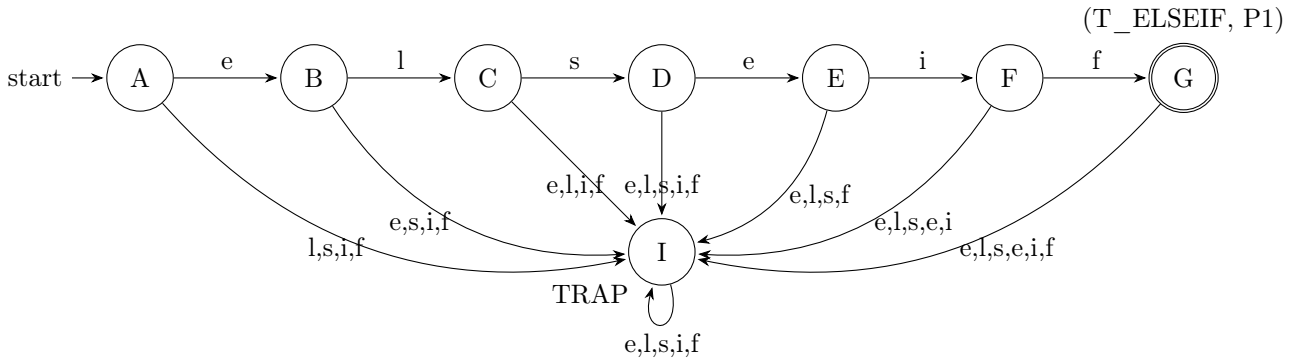 (T_ELSEIF, P1)
start A e B l C s D e E i F f G
e,l,i,f e,l,s,i,f e,l,s,f
e,s,i,f e,l,s,e,i
l,s,i,f e,l,s,e,i,f
I
TRAP
e,l,s,i,f